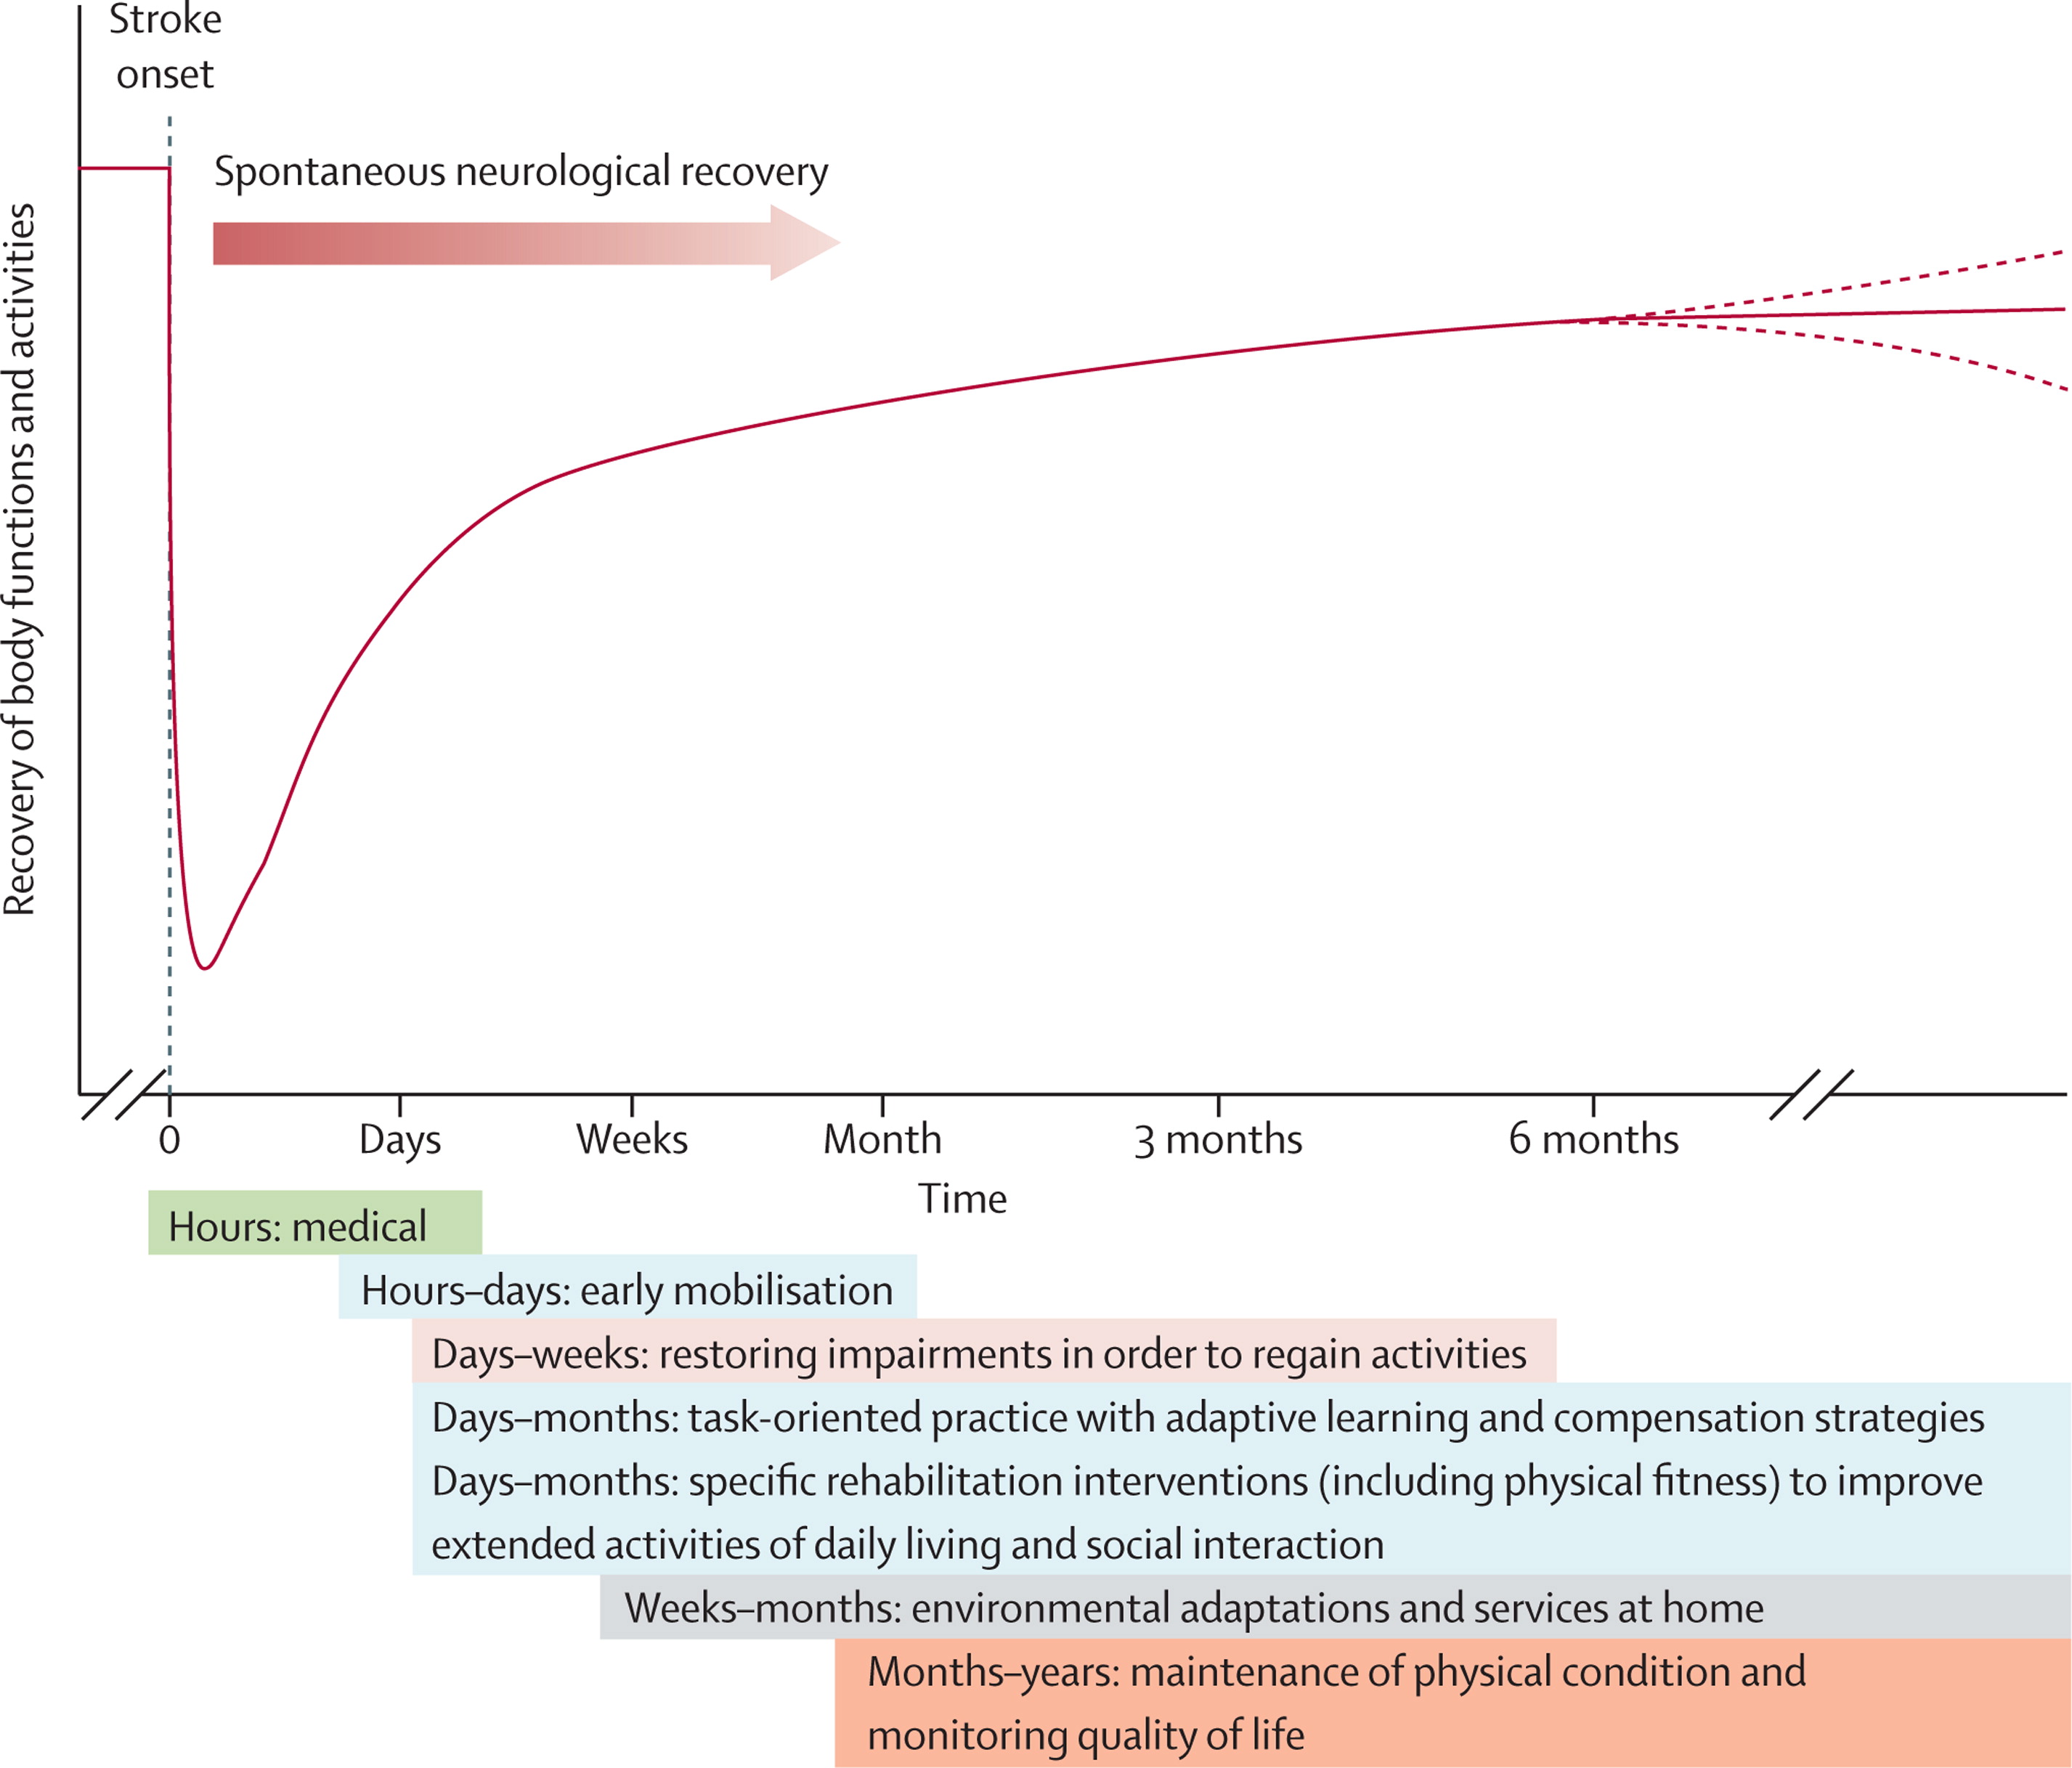 Stroke
onset
Spontaneous neurological recovery
Recovery of body functions and activities
0
Days
Weeks
Month
3 months
6 months
Time
Hours: medical
Hours–days: early mobilisation
Days–weeks: restoring impairments in order to regain activities
Days–months: task-oriented practice with adaptive learning and compensation strategies
Days–months: specific rehabilitation interventions (including physical fitness) to improve
extended activities of daily living and social interaction
Weeks–months: environmental adaptations and services at home
Months–years: maintenance of physical condition and
monitoring quality of life